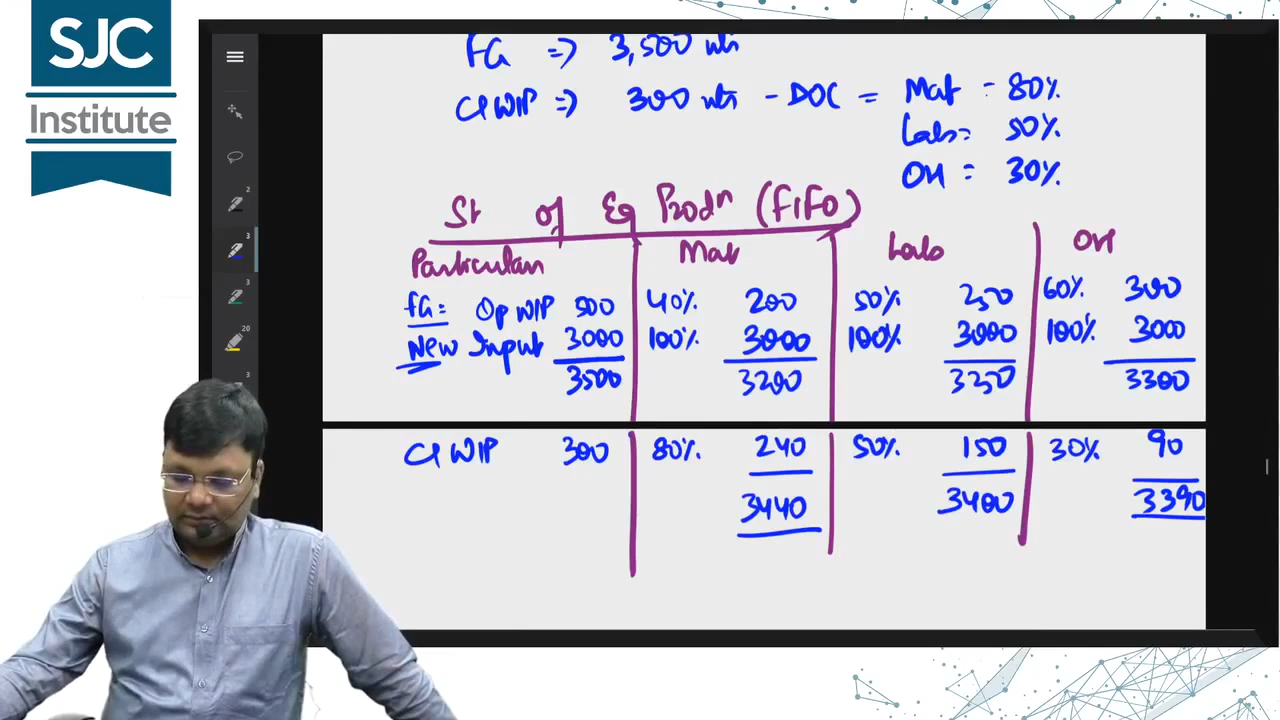 SJC
Institute
FG => 3,500 uts
Cl WIP => 300 uts - DOC = Mat - 80%
Lab = 50%
OH = 30%
St of Eq Prodn (FIFO)
Particulars Mat Lab OH
FG = Op WIP 500 40% 200 50% 250 60% 300
New Input 3000 100% 3000 100% 3000 100% 3000
3500 3200 3250 3300
Cl WIP 300 80% 240 50% 150 30% 90
3440 3400 3390